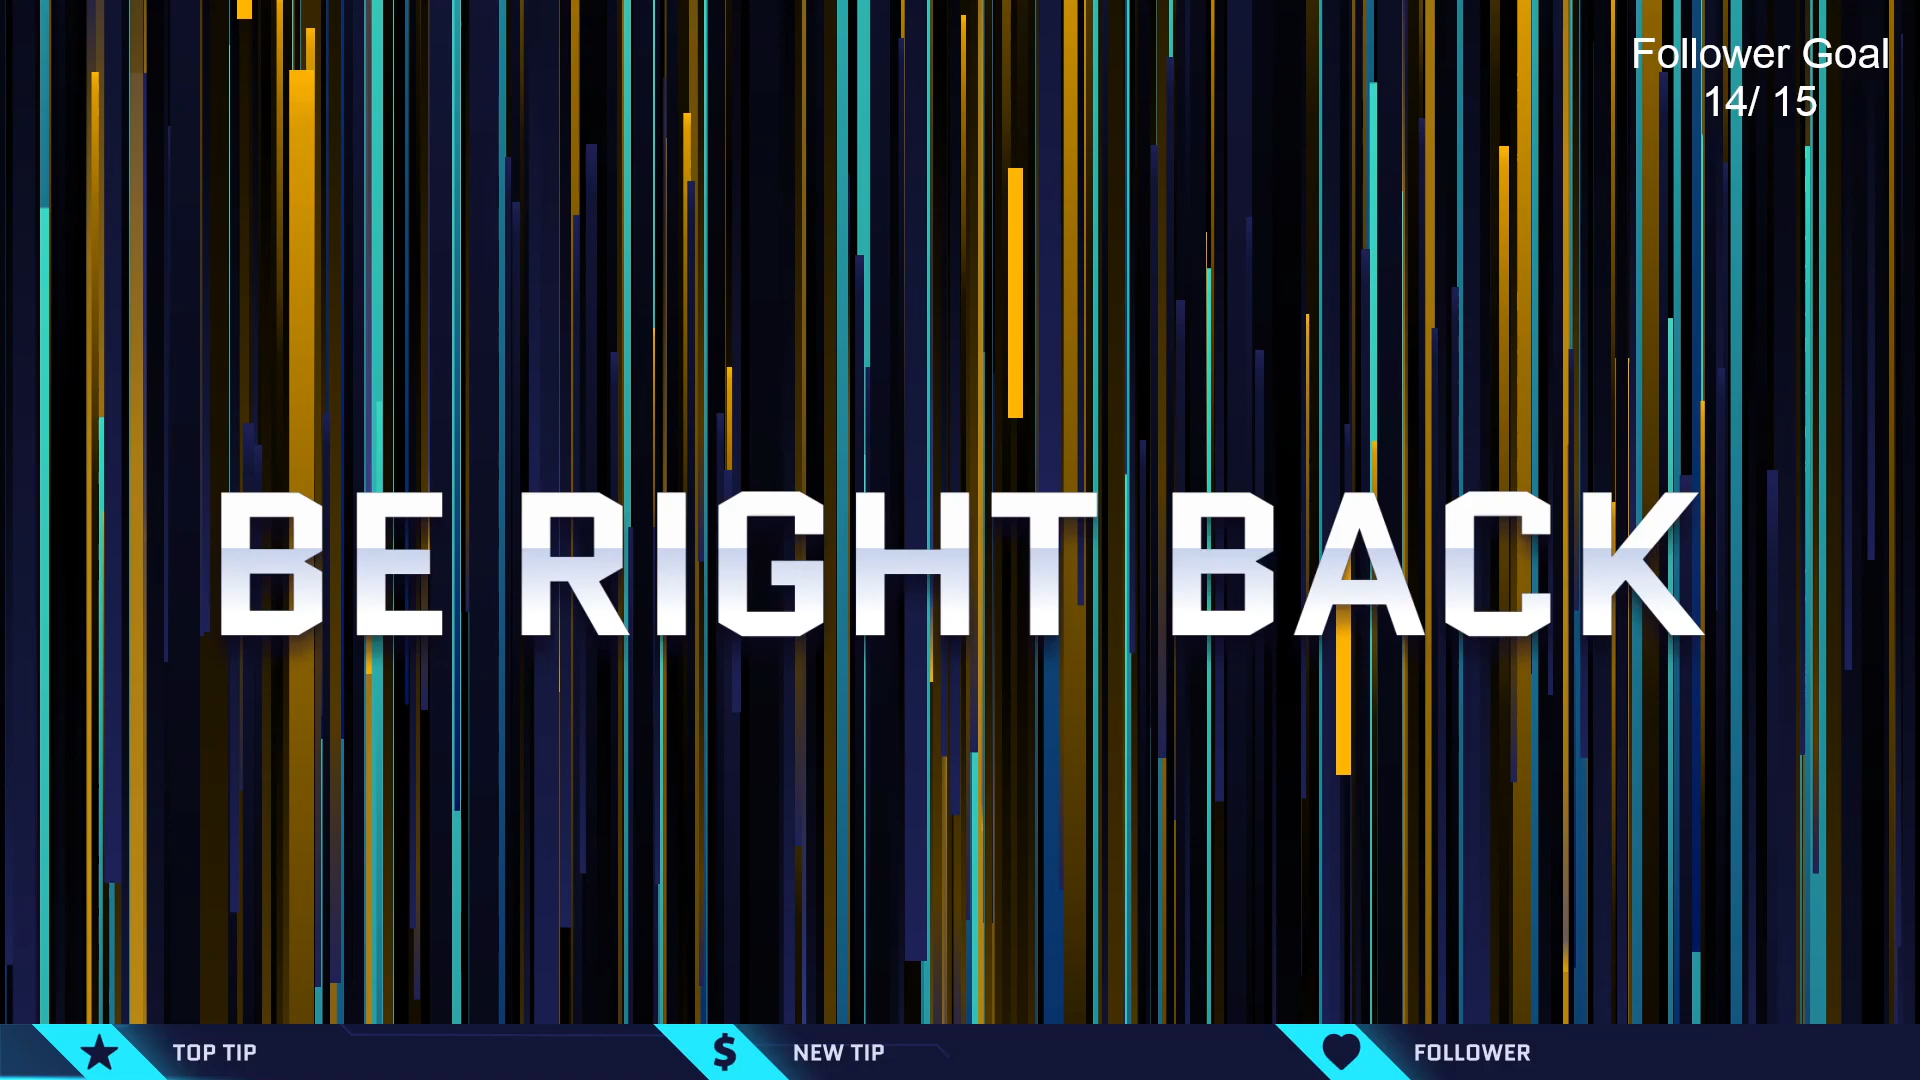 Follower Goal
14/ 15
BE RIGHT BACK
TOP TIP
$ NEW TIP
FOLLOWER